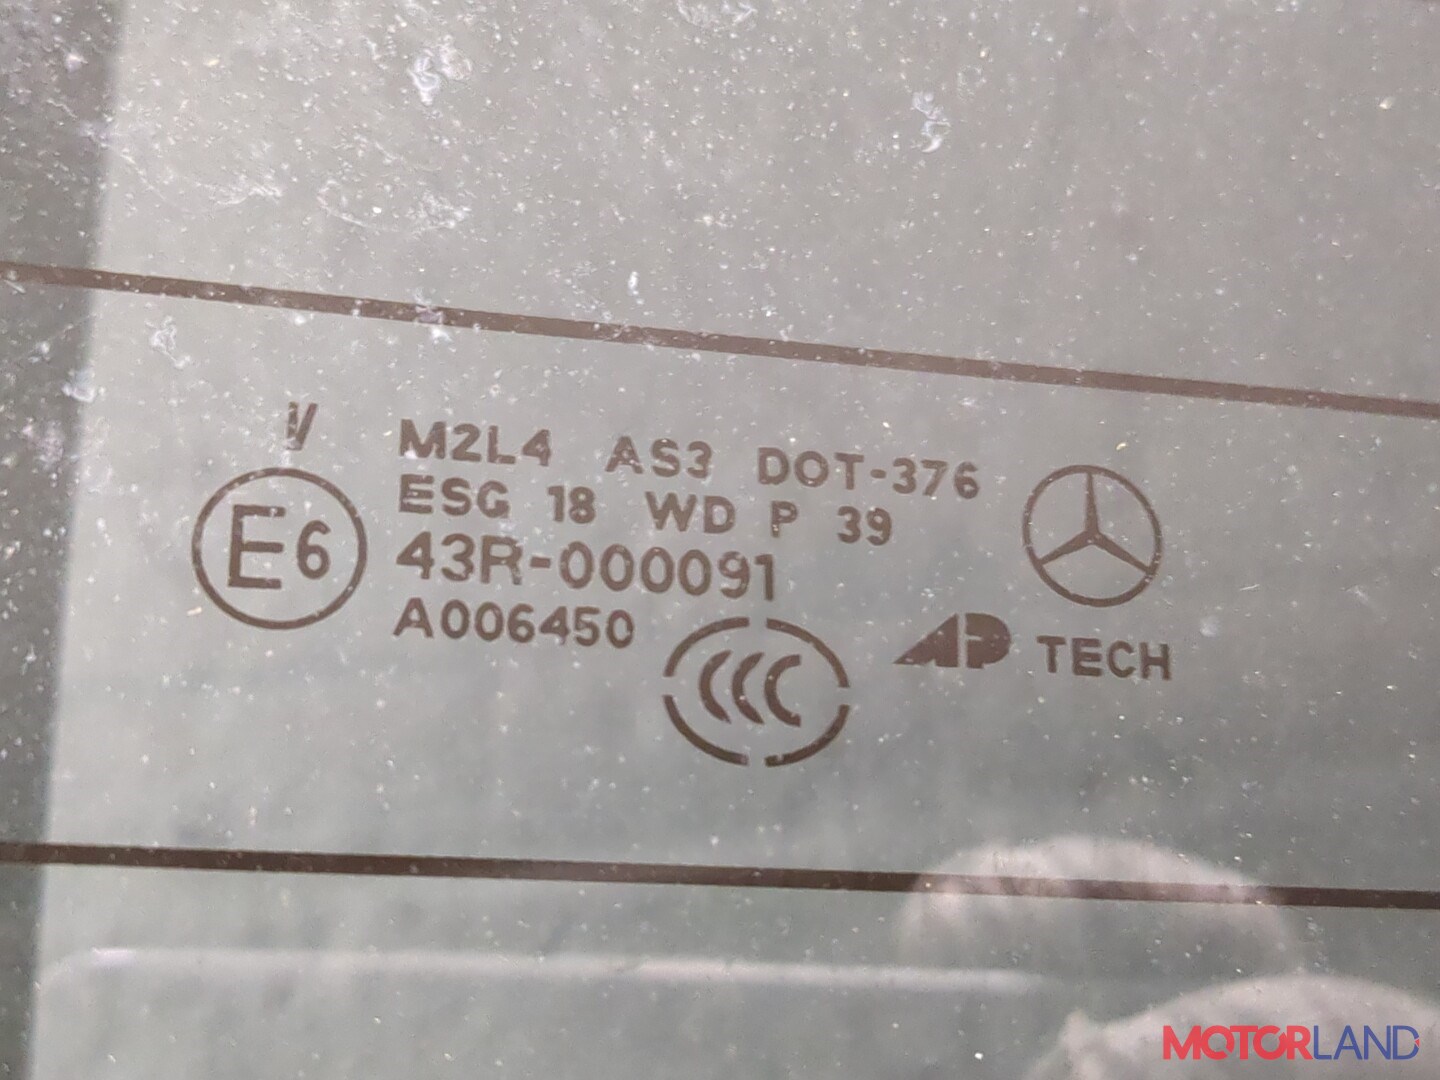 V
M2L4 AS3 DOT-376
ESG 18 WD P 39
E6
43R-000091
A006450
CCC
AP TECH
MOTORLAND